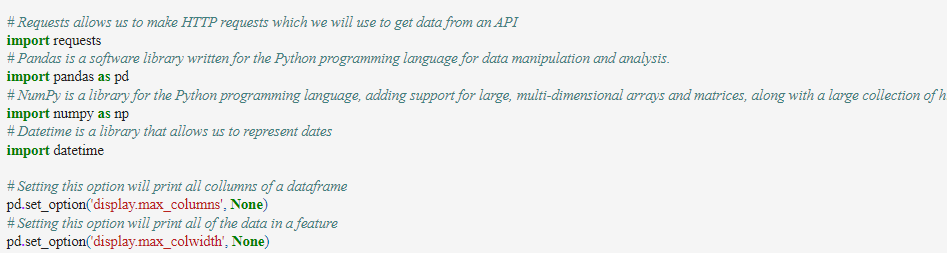 # Requests allows us to make HTTP requests which we will use to get data from an API
import requests
# Pandas is a software library written for the Python programming language for data manipulation and analysis.
import pandas as pd
# NumPy is a library for the Python programming language, adding support for large, multi-dimensional arrays and matrices, along with a large collection of
import numpy as np
# Datetime is a library that allows us to represent dates
import datetime
# Setting this option will print all collumns of a dataframe
pd.set_option('display.max_columns', None)
# Setting this option will print all of the data in a feature
pd.set_option('display.max_colwidth', None)